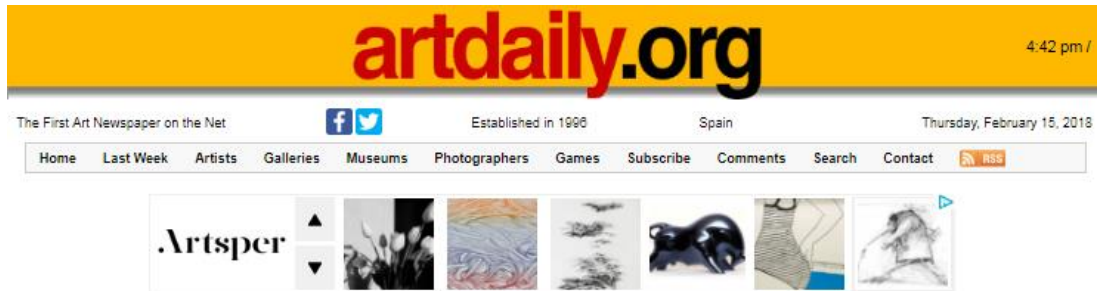 artdaily.org
4:42 pm /
The First Art Newspaper on the Net Established in 1996 Spain Thursday, February 15, 2018
Home Last Week Artists Galleries Museums Photographers Games Subscribe Comments Search Contact RSS
Artsper